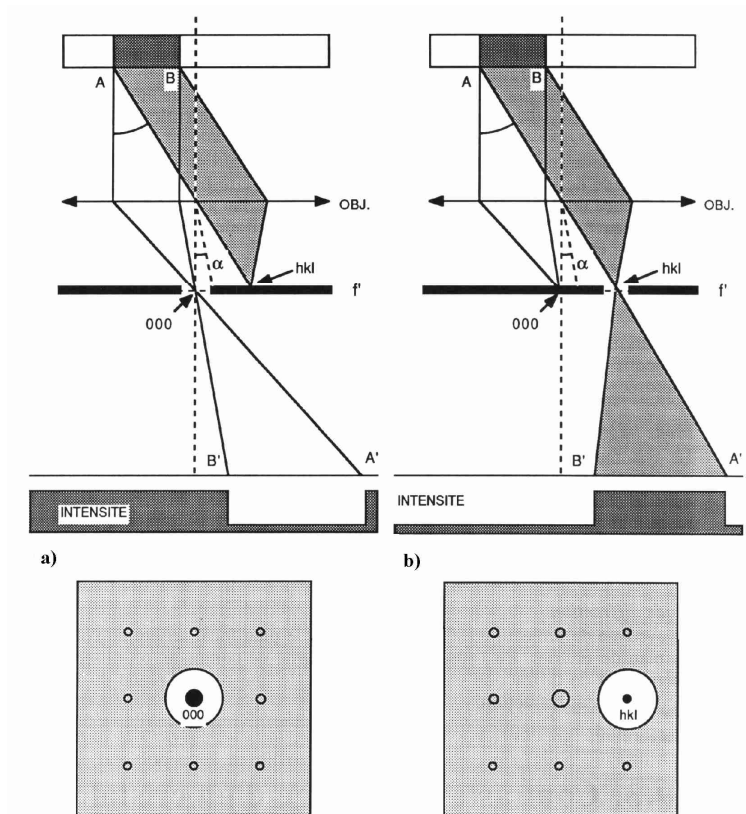 A
B
OBJ.
α
hkl
f'
000
B'
A'
INTENSITE
a)
000
A
B
OBJ.
α
hkl
f'
000
B'
A'
INTENSITE
b)
hkl